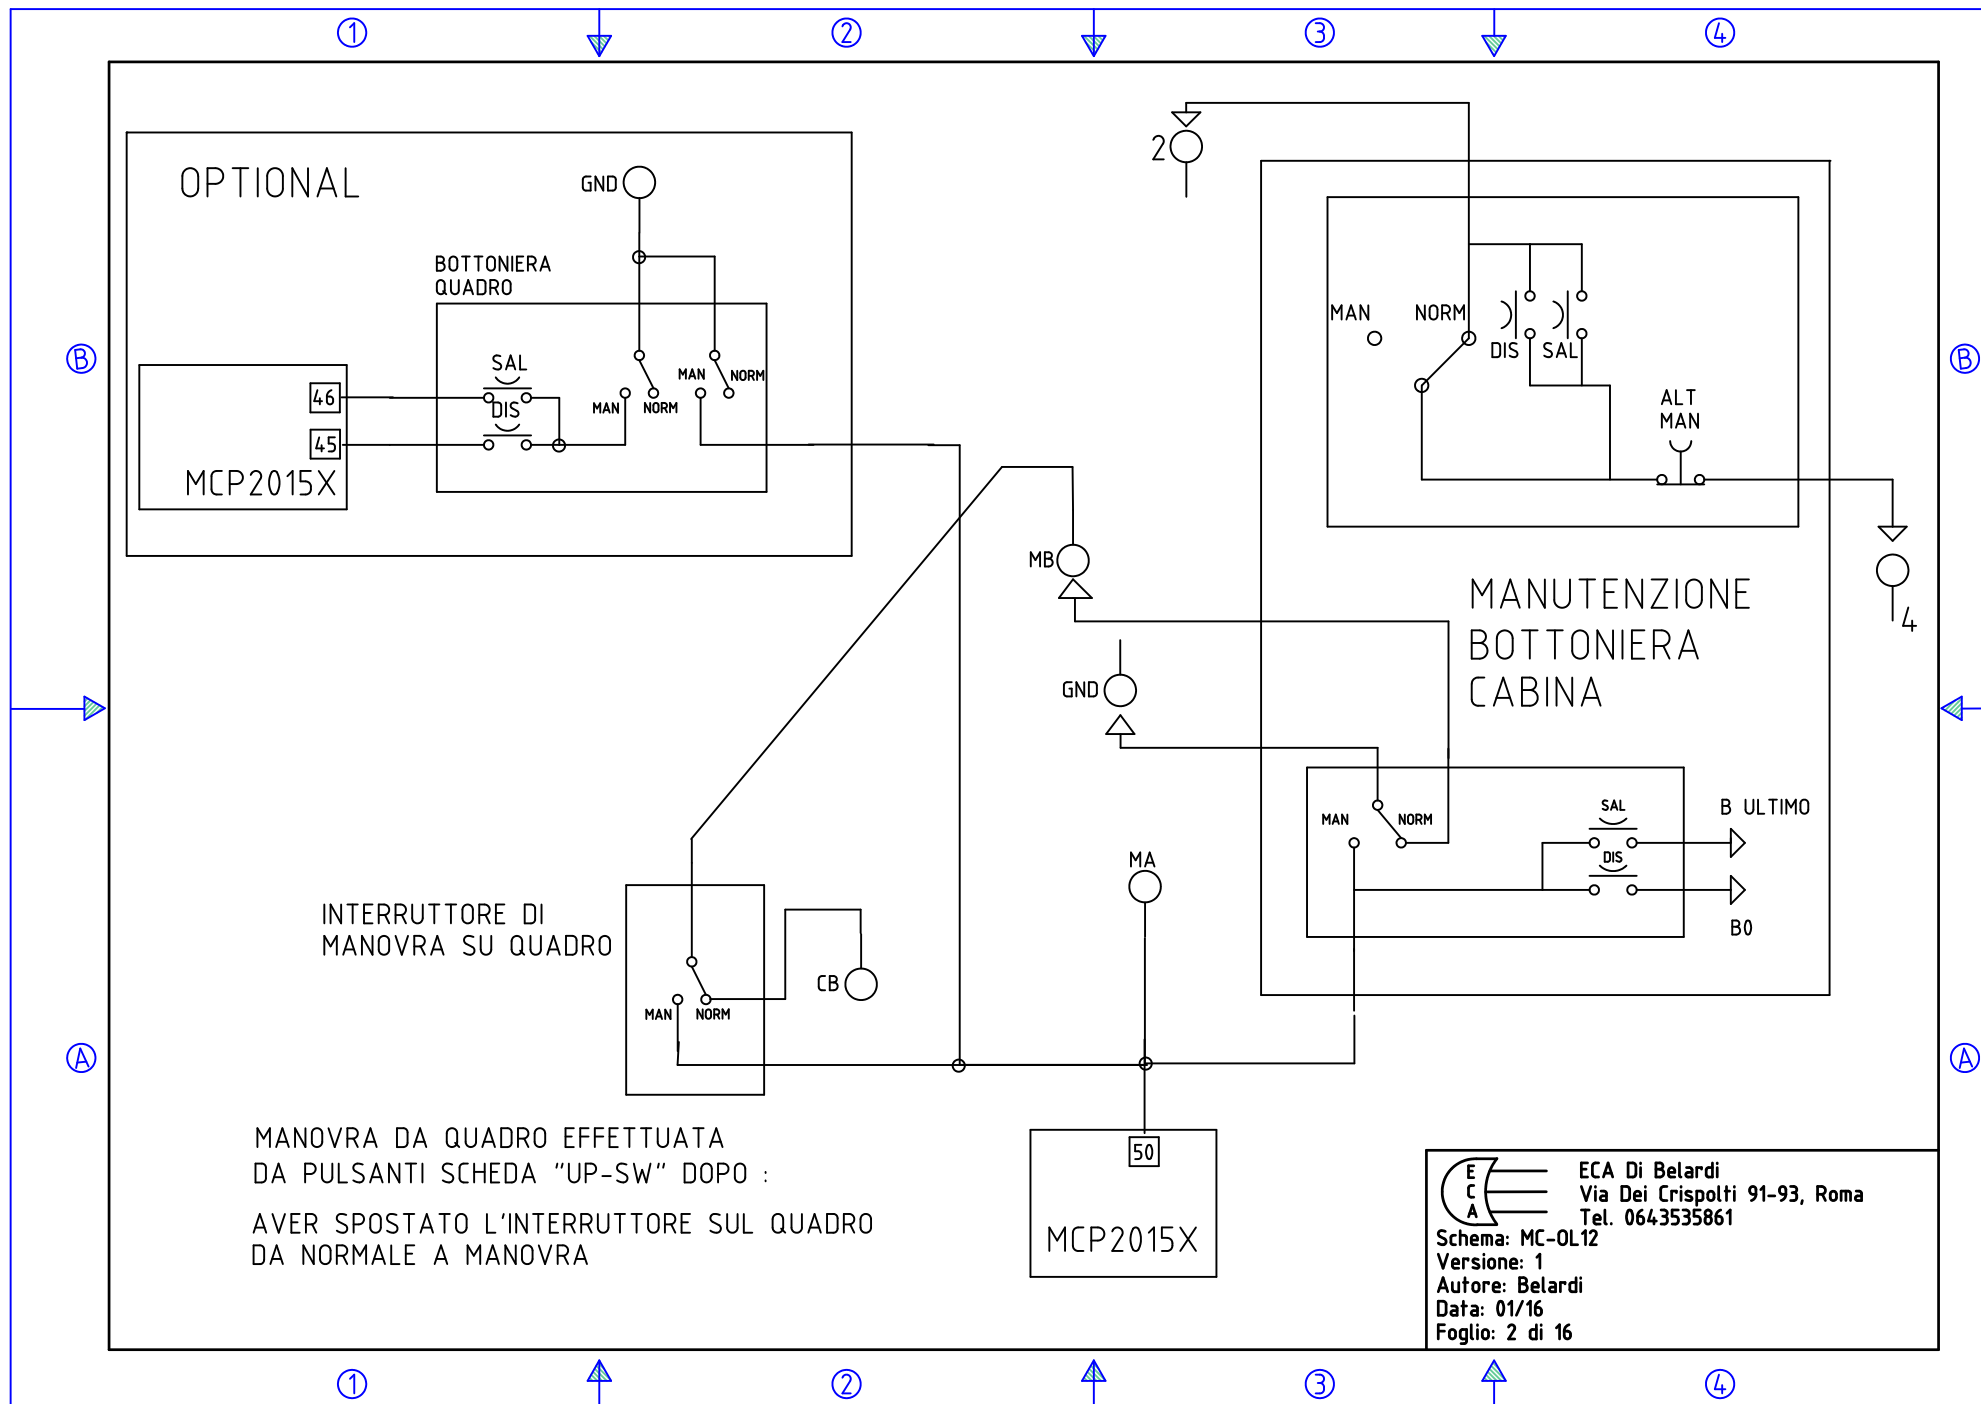 1
2
3
4
OPTIONAL
GND
BOTTONIERA
QUADRO
SAL
DIS
46
45
MCP2015X
MAN
NORM
MAN
NORM
2
MAN
NORM
DIS
SAL
ALT
MAN
4
MB
GND
MANUTENZIONE
BOTTONIERA
CABINA
MAN
NORM
SAL
DIS
B ULTIMO
B0
MA
INTERRUTTORE DI
MANOVRA SU QUADRO
MAN
NORM
CB
50
MCP2015X
MANOVRA DA QUADRO EFFETTUATA
DA PULSANTI SCHEDA "UP-SW" DOPO :
AVER SPOSTATO L'INTERRUTTORE SUL QUADRO
DA NORMALE A MANOVRA
E
C
A
ECA Di Belardi
Via Dei Crispolti 91-93, Roma
Tel. 0643535861
Schema: MC-OL12
Versione: 1
Autore: Belardi
Data: 01/16
Foglio: 2 di 16
B
B
A
A
1
2
3
4